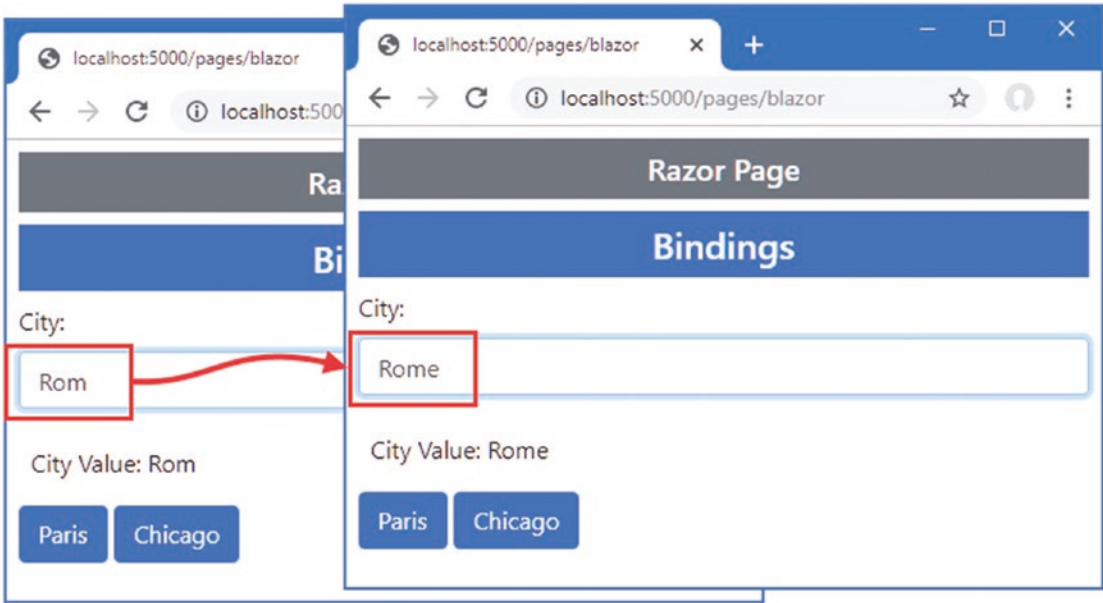 localhost:5000/pages/blazor
localhost:500
Ra
Bi
City:
Rom
City Value: Rom
Paris Chicago
localhost:5000/pages/blazor
localhost:5000/pages/blazor
Razor Page
Bindings
City:
Rome
City Value: Rome
Paris Chicago